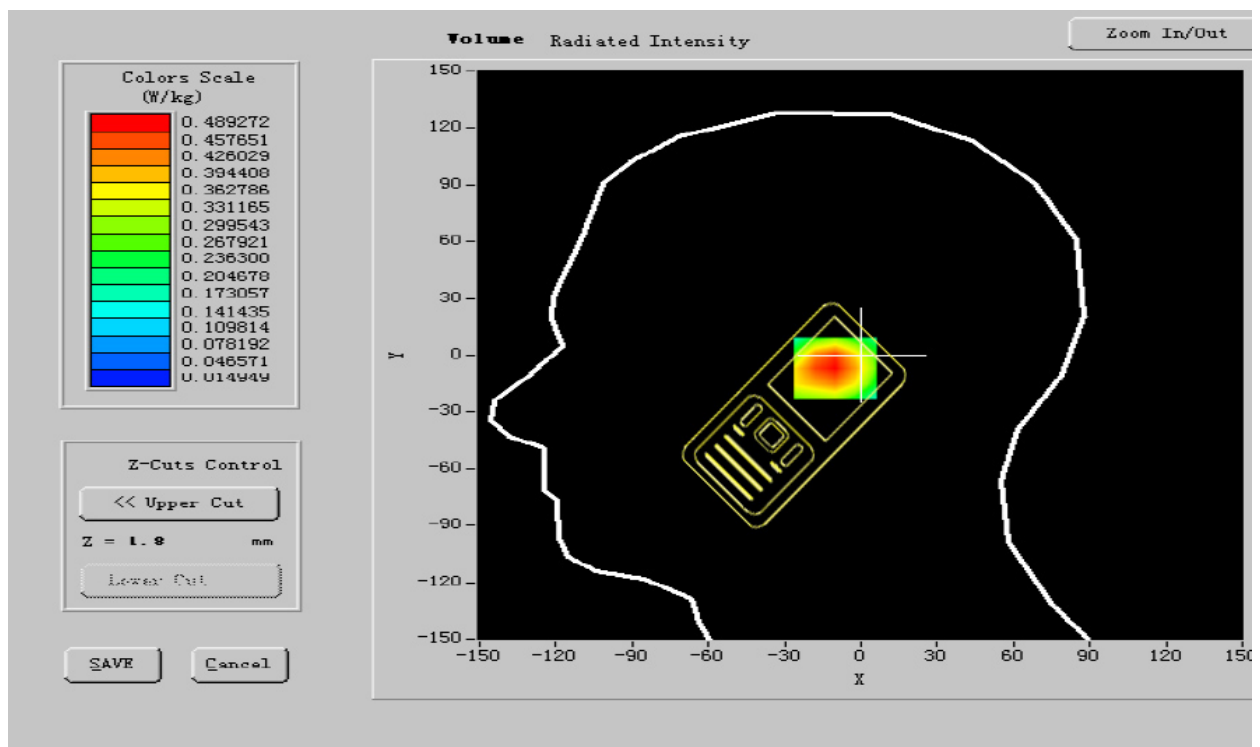 Volume Radiated Intensity
Zoom In/Out
Colors Scale
(W/kg)
0.489272
0.457651
0.426029
0.394408
0.362786
0.331165
0.299543
0.267921
0.236300
0.204678
0.173057
0.141435
0.109814
0.078192
0.046571
0.014949
Z-Cuts Control
<< Upper Cut
Z = 1.8 mm
Lower Cut
SAVE
Cancel
150
120
90
60
30
0
-30
-60
-90
-120
-150
Y
-150 -120 -90 -60 -30 0 30 60 90 120 150
X